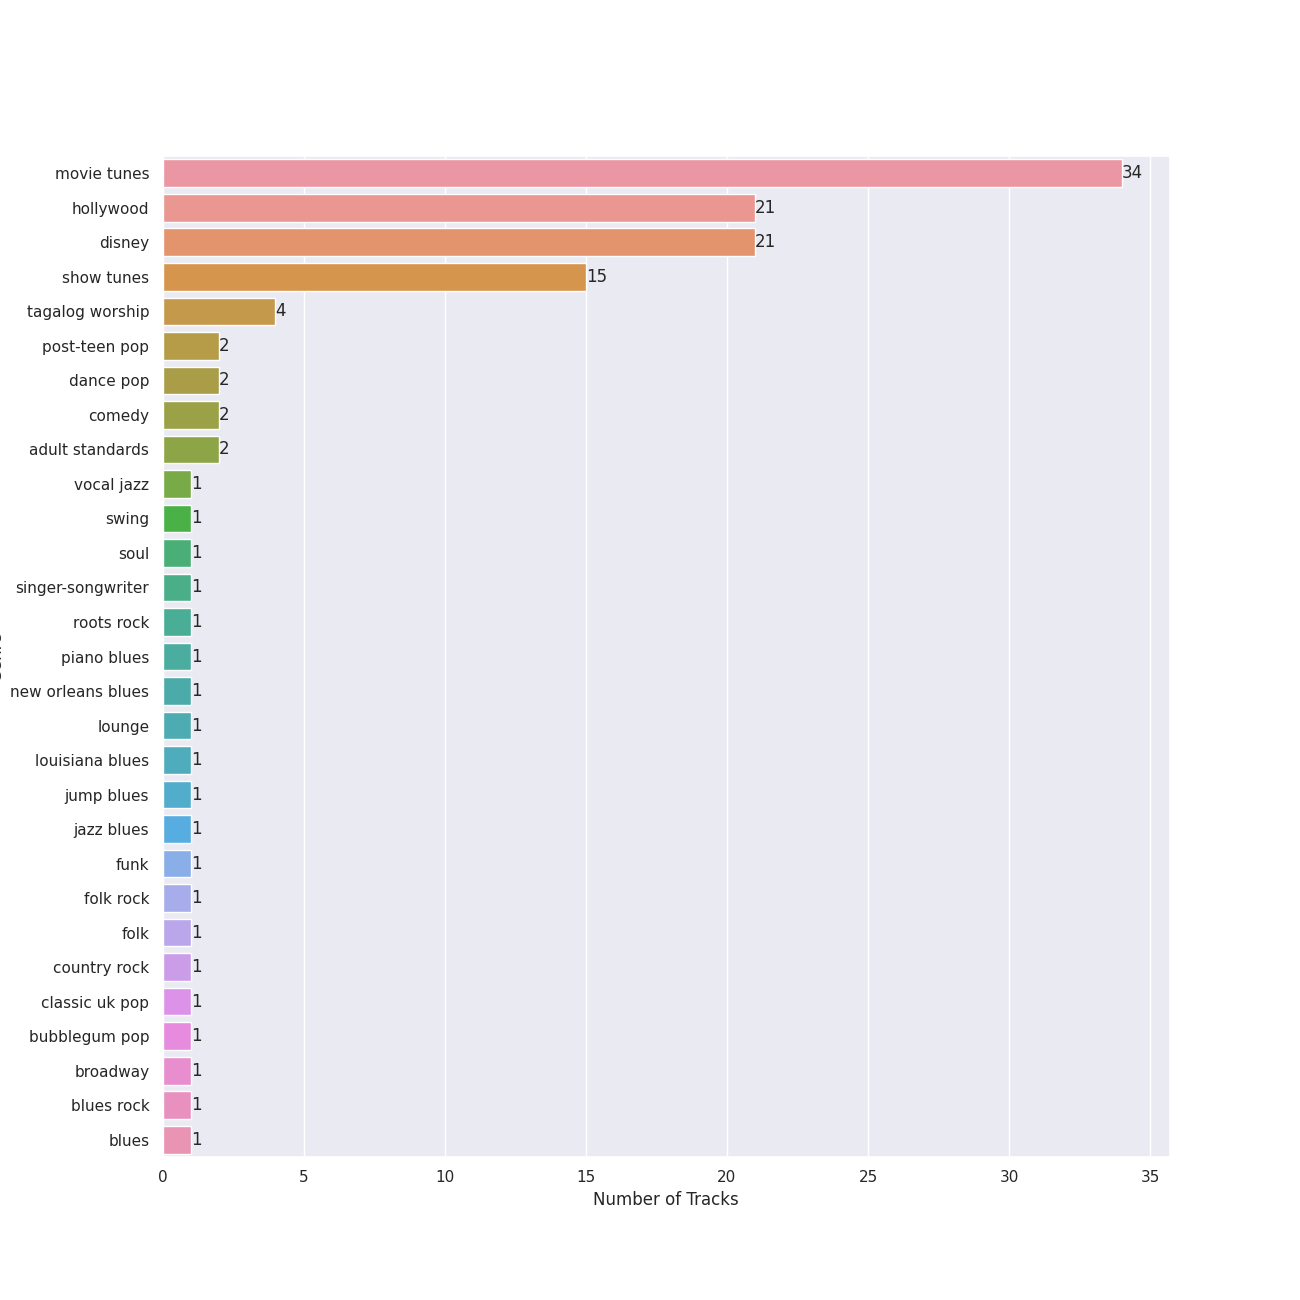 movie tunes 34
hollywood 21
disney 21
show tunes 15
tagalog worship 4
post-teen pop 2
dance pop 2
comedy 2
adult standards 2
vocal jazz 1
swing 1
soul 1
singer-songwriter 1
roots rock 1
piano blues 1
new orleans blues 1
lounge 1
louisiana blues 1
jump blues 1
jazz blues 1
funk 1
folk rock 1
folk 1
country rock 1
classic uk pop 1
bubblegum pop 1
broadway 1
blues rock 1
blues 1
0 5 10 15 20 25 30 35
Number of Tracks